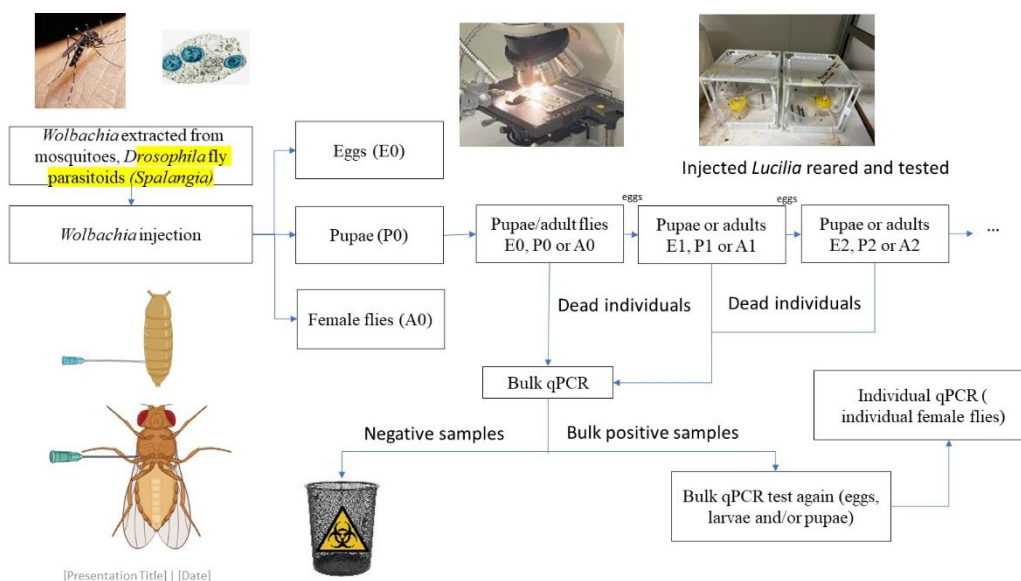 Wolbachia extracted from
mosquitoes, Drosophila fly
parasitoids (Spalangia)
Wolbachia injection
Eggs (E0)
Pupae (P0)
Female flies (A0)
Injected Lucilia reared and tested
Pupae/adult flies
E0, P0 or A0
eggs
Pupae or adults
E1, P1 or A1
eggs
Pupae or adults
E2, P2 or A2
...
Dead individuals
Dead individuals
Bulk qPCR
Negative samples
Bulk positive samples
Bulk qPCR test again (eggs,
larvae and/or pupae)
Individual qPCR (
individual female flies)
[Presentation Title] | [Date]